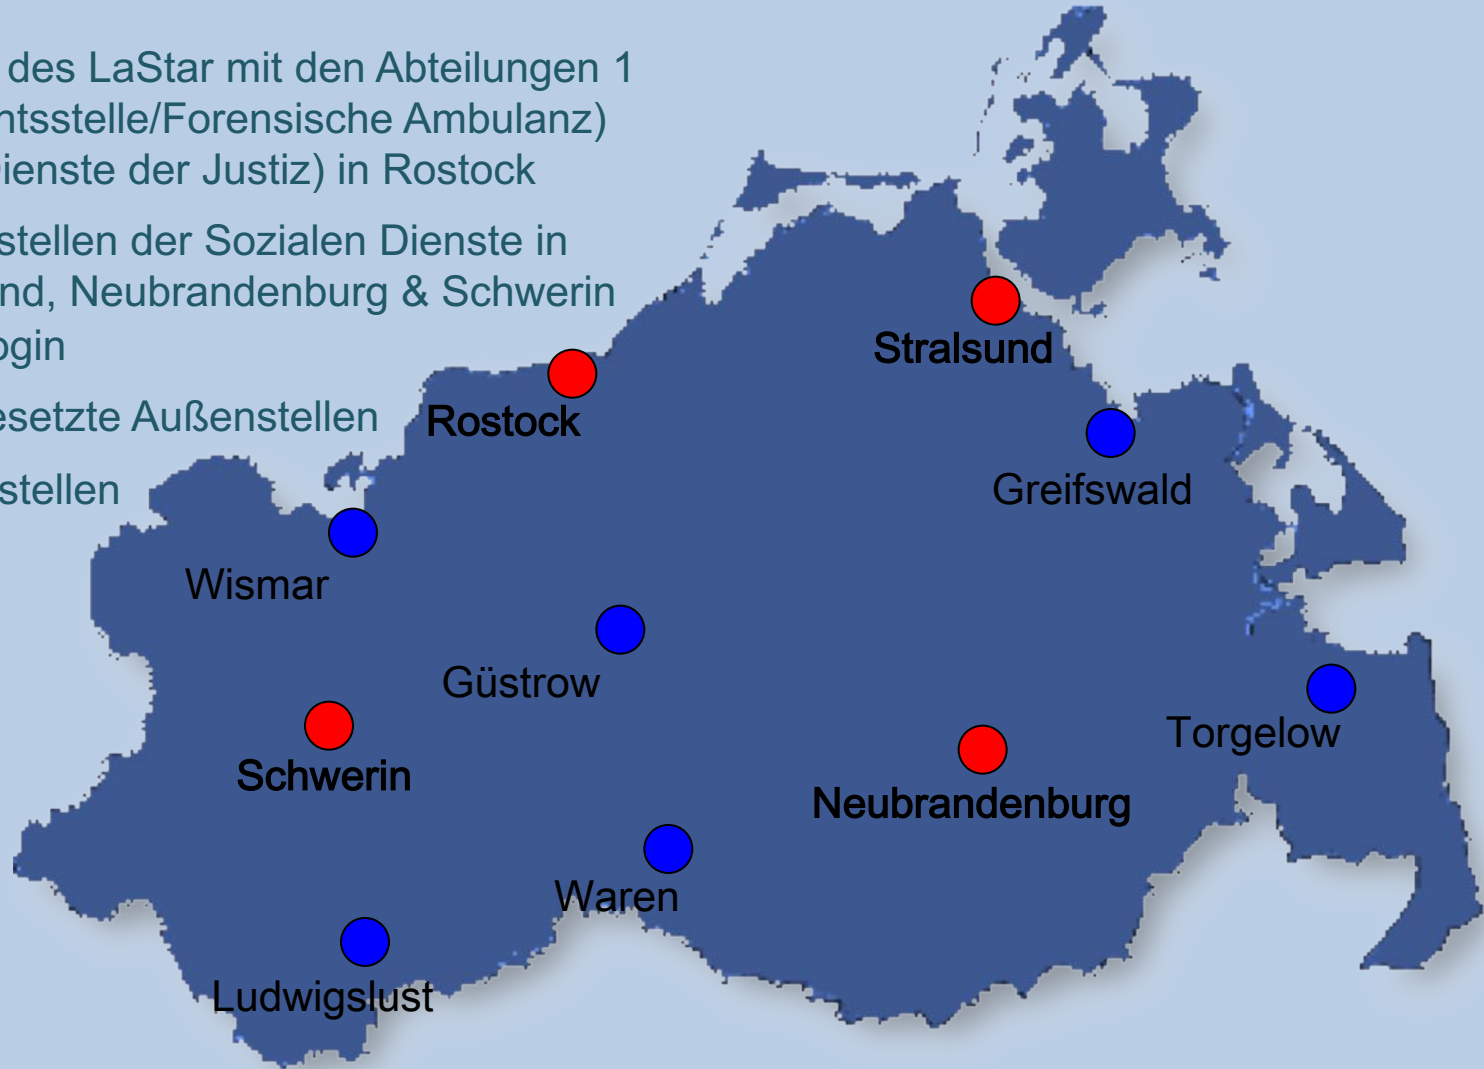 des LaStar mit den Abteilungen 1
ntsstelle/Forensische Ambulanz)
ienste der Justiz) in Rostock
stellen der Sozialen Dienste in
nd, Neubrandenburg & Schwerin
ogin
esetzte Außenstellen
stellen
Stralsund
Rostock
Greifswald
Wismar
Güstrow
Torgelow
Schwerin
Neubrandenburg
Waren
Ludwigslust